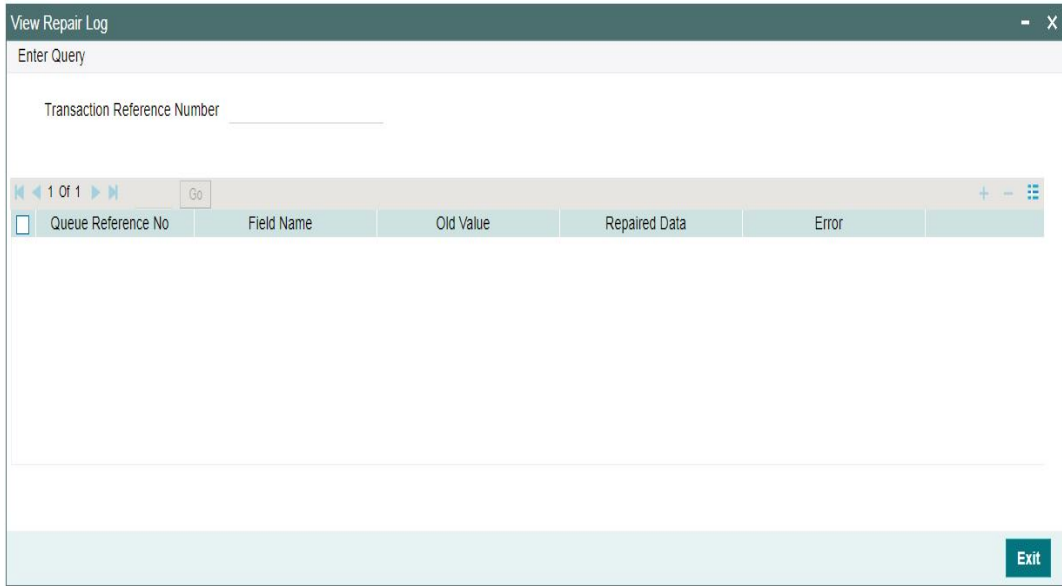 View Repair Log
Enter Query
Transaction Reference Number
1 Of 1 Go
Queue Reference No Field Name Old Value Repaired Data Error
Exit